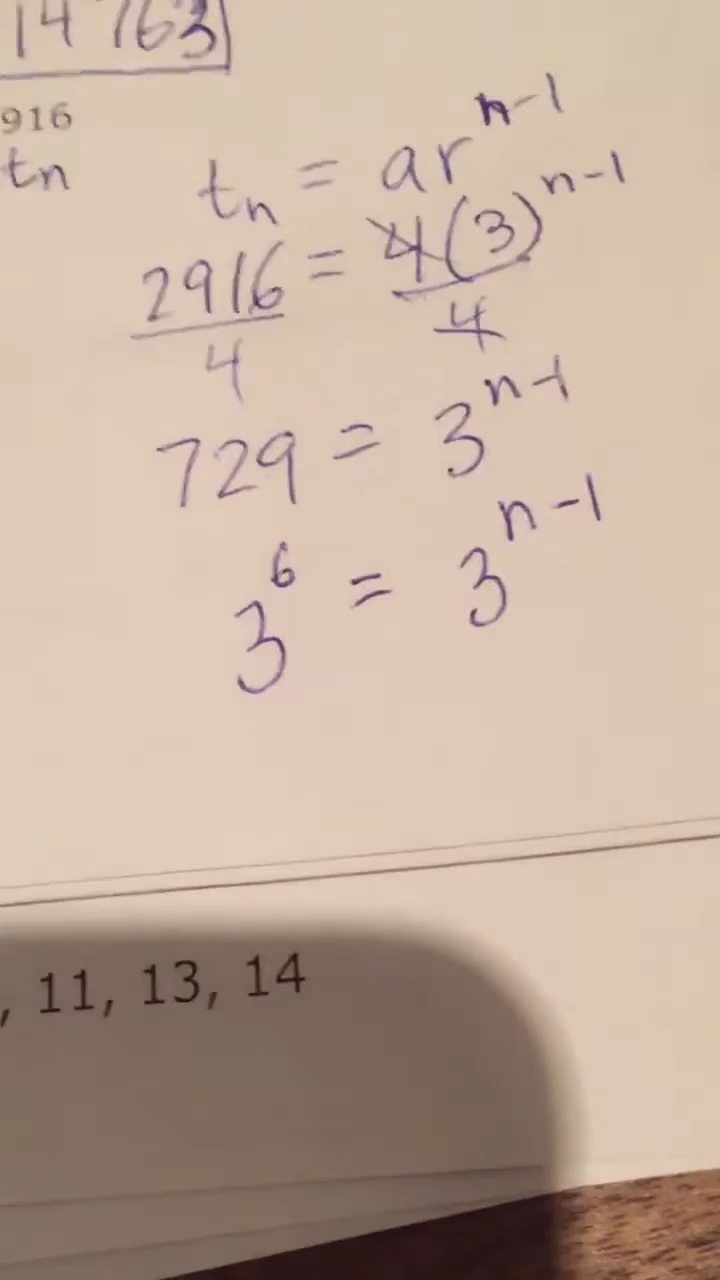 14 763
916
tn tn = ar^n-1
2916/4 = 4(3)^n-1/4
729 = 3^n-1
3^6 = 3^n-1
, 11, 13, 14